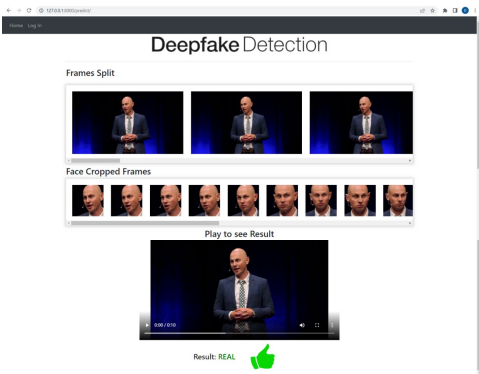 127.0.0.1:8000/predict/
Home Log In
Deepfake Detection
Frames Split
Face Cropped Frames
Play to see Result
0:00 / 0:10
Result: REAL